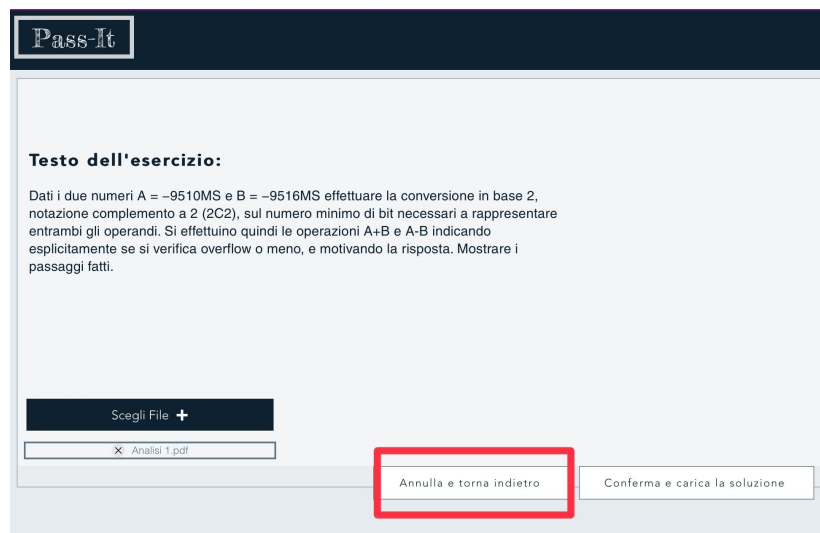 Pass-It
Testo dell'esercizio:
Dati i due numeri A = −9510MS e B = −9516MS effettuare la conversione in base 2,
notazione complemento a 2 (2C2), sul numero minimo di bit necessari a rappresentare
entrambi gli operandi. Si effettuino quindi le operazioni A+B e A-B indicando
esplicitamente se si verifica overflow o meno, e motivando la risposta. Mostrare i
passaggi fatti.
Scegli File +
X Analisi 1.pdf
Annulla e torna indietro
Conferma e carica la soluzione